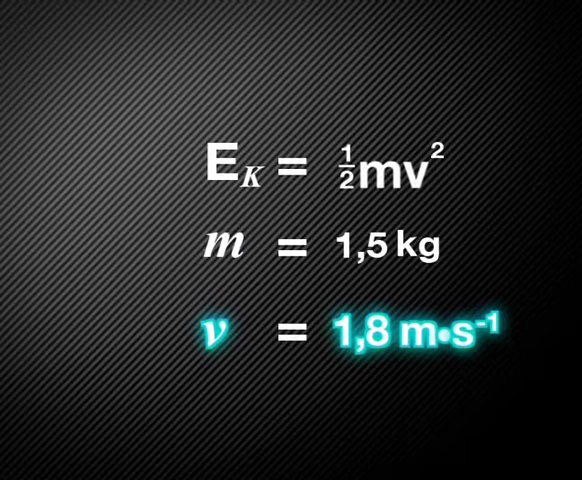 E_K = ½mv²
m = 1,5 kg
v = 1,8 m•s⁻¹